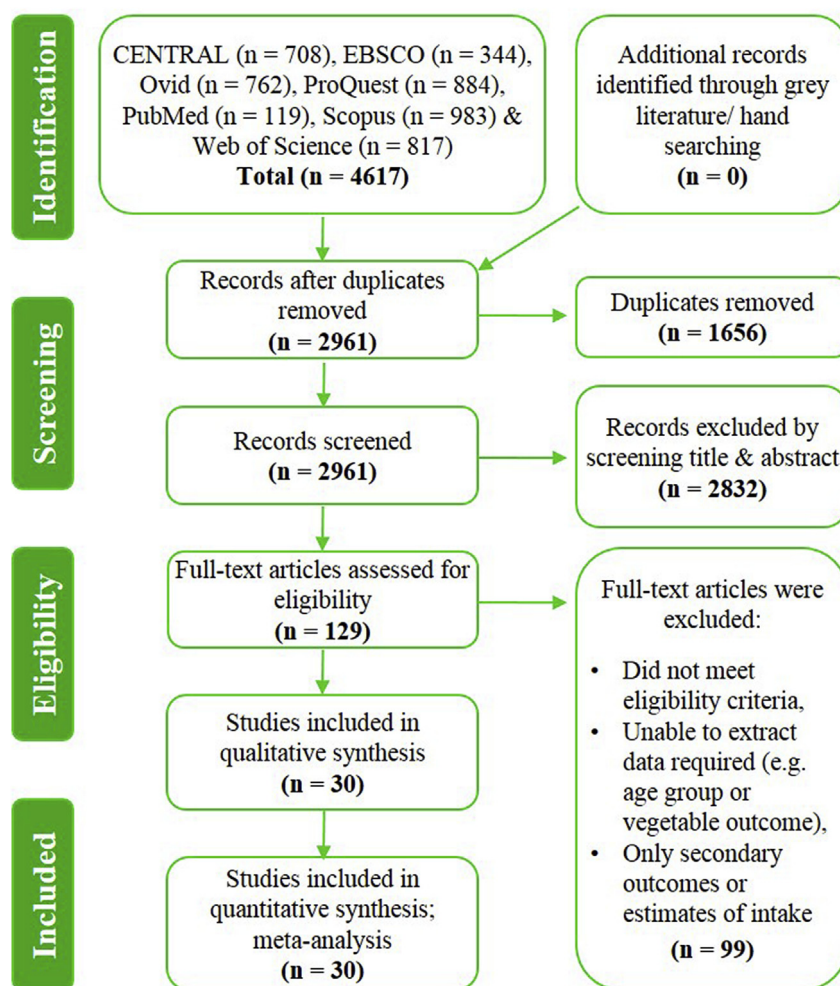 Identification
CENTRAL (n = 708), EBSCO (n = 344),
Ovid (n = 762), ProQuest (n = 884),
PubMed (n = 119), Scopus (n = 983) &
Web of Science (n = 817)
Total (n = 4617)
Additional records
identified through grey
literature/ hand
searching
(n = 0)
Screening
Records after duplicates
removed
(n = 2961)
Duplicates removed
(n = 1656)
Records screened
(n = 2961)
Records excluded by
screening title & abstract
(n = 2832)
Eligibility
Full-text articles assessed for
eligibility
(n = 129)
Full-text articles were
excluded:
• Did not meet
eligibility criteria,
• Unable to extract
data required (e.g.
age group or
vegetable outcome),
• Only secondary
outcomes or
estimates of intake
(n = 99)
Studies included in
qualitative synthesis
(n = 30)
Included
Studies included in
quantitative synthesis;
meta-analysis
(n = 30)